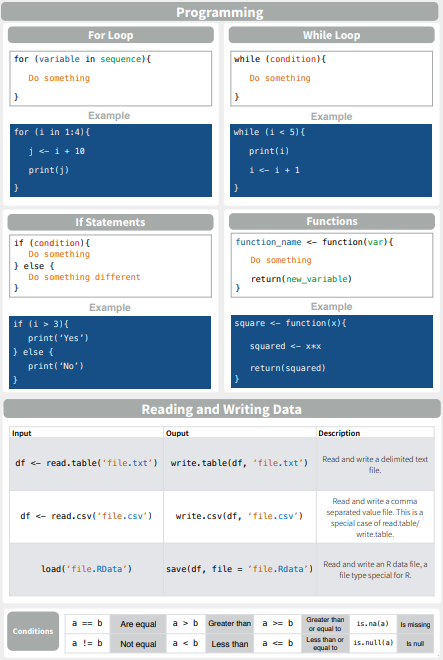 Programming
For Loop
for (variable in sequence){
Do something
}
Example
for (i in 1:4){
j <- i + 10
print(j)
}
While Loop
while (condition){
Do something
}
Example
while (i < 5){
print(i)
i <- i + 1
}
If Statements
if (condition){
Do something
} else {
Do something different
}
Example
if (i > 3){
print(‘Yes’)
} else {
print(‘No’)
}
Functions
function_name <- function(var){
Do something
return(new_variable)
}
Example
square <- function(x){
squared <- x*x
return(squared)
}
Reading and Writing Data
Input Ouput Description
df <- read.table(‘file.txt’) write.table(df, ‘file.txt’) Read and write a delimited text
file.
df <- read.csv(‘file.csv’) write.csv(df, ‘file.csv’) Read and write a comma
separated value file. This is a
special case of read.table/
write.table.
load(‘file.RData’) save(df, file = ’file.Rdata’) Read and write an R data file, a
file type special for R.
Conditions
a == b Are equal a > b Greater than a >= b Greater than
or equal to is.na(a) Is missing
a != b Not equal a < b Less than a <= b Less than or
equal to is.null(a) Is null